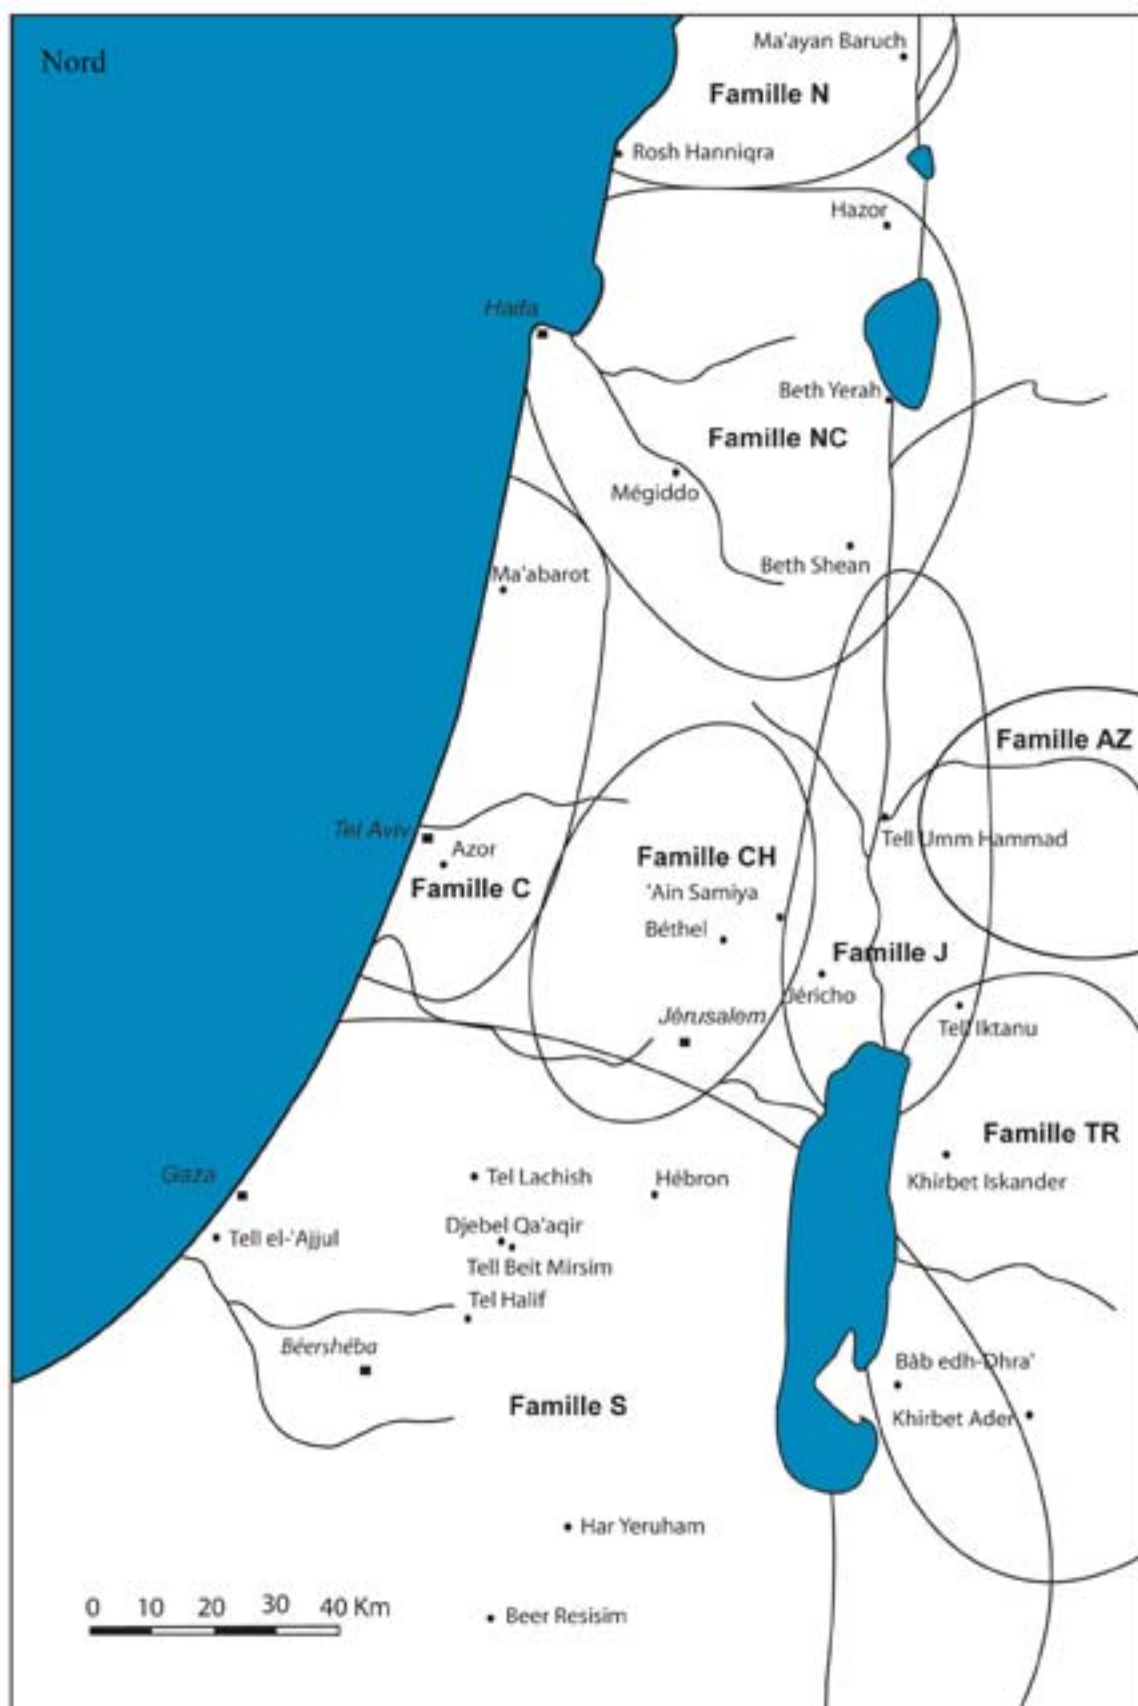 Nord
Ma'ayan Baruch
Famille N
Rosh Hanniqra
Hazor
Haifa
Beth Yerah
Famille NC
Mégiddo
Beth Shean
Ma'abarot
Famille AZ
Tel Aviv
Azor
Tell Umm Hammad
Famille CH
Famille C
'Ain Samiya
Béthel
Famille J
Jéricho
Jérusalem
Tell Iktanu
Famille TR
Gaza
Tel Lachish
Hébron
Khirbet Iskander
Djebel Qa'aqir
Tell el-'Ajjul
Tell Beit Mirsim
Tel Halif
Béershéba
Bâb edh-Dhra'
Famille S
Khirbet Ader
Har Yeruham
0 10 20 30 40 Km
Beer Resisim